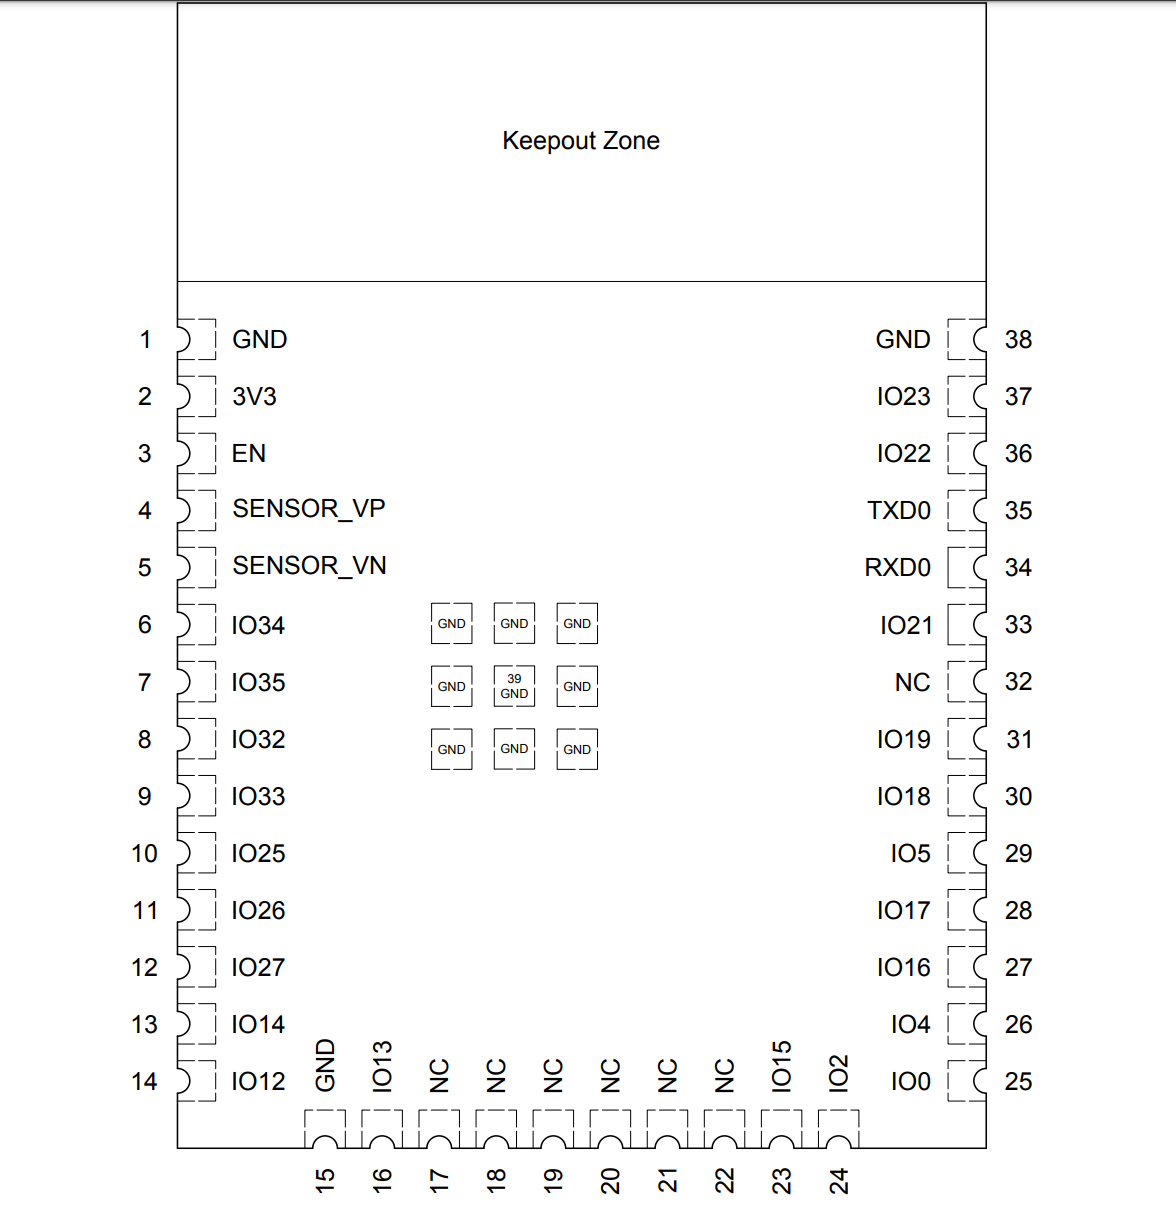 Keepout Zone
1 GND GND 38
2 3V3 IO23 37
3 EN IO22 36
4 SENSOR_VP TXD0 35
5 SENSOR_VN RXD0 34
6 IO34 GND GND GND IO21 33
7 IO35 GND 39 GND GND NC 32
8 IO32 GND GND GND IO19 31
9 IO33 IO18 30
10 IO25 IO5 29
11 IO26 IO17 28
12 IO27 IO16 27
13 IO14 IO4 26
14 IO12 IO0 25
GND IO13 NC NC NC NC NC NC IO15 IO2
15 16 17 18 19 20 21 22 23 24